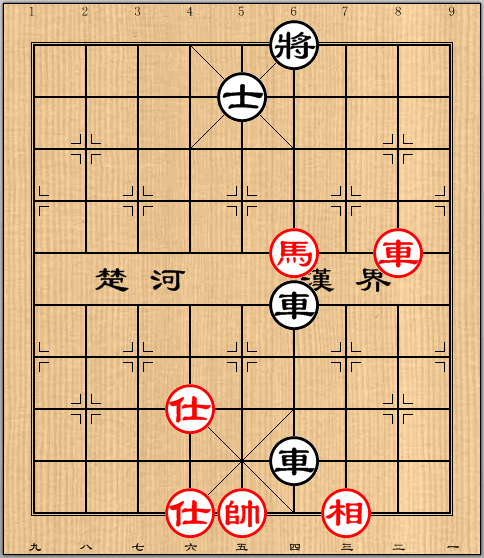 1 2 3 4 5 6 7 8 9
將
士
馬 車
楚 河 漢 界
車
仕
車
仕 帥 相
九 八 七 六 五 四 三 二 一